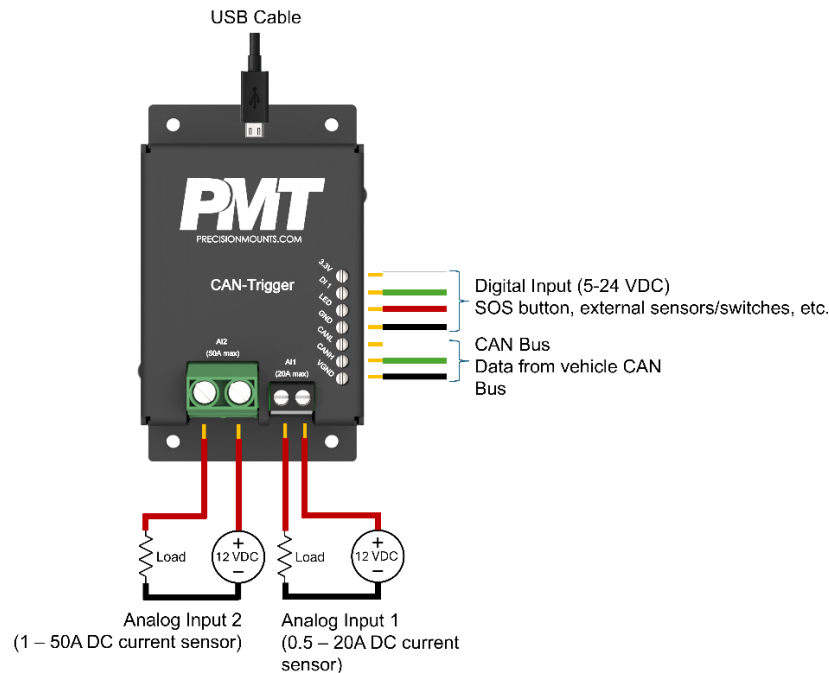 USB Cable
PMT
PRECISIONMOUNTS.COM
CAN-Trigger
3.3V
DI 1
LED
GND
CANL
CANH
VGND
Digital Input (5-24 VDC)
SOS button, external sensors/switches, etc.
CAN Bus
Data from vehicle CAN
Bus
AI2
(50A max)
AI1
(20A max)
Load
+
12 VDC
–
Load
+
12 VDC
–
Analog Input 2
(1 – 50A DC current sensor)
Analog Input 1
(0.5 – 20A DC current
sensor)